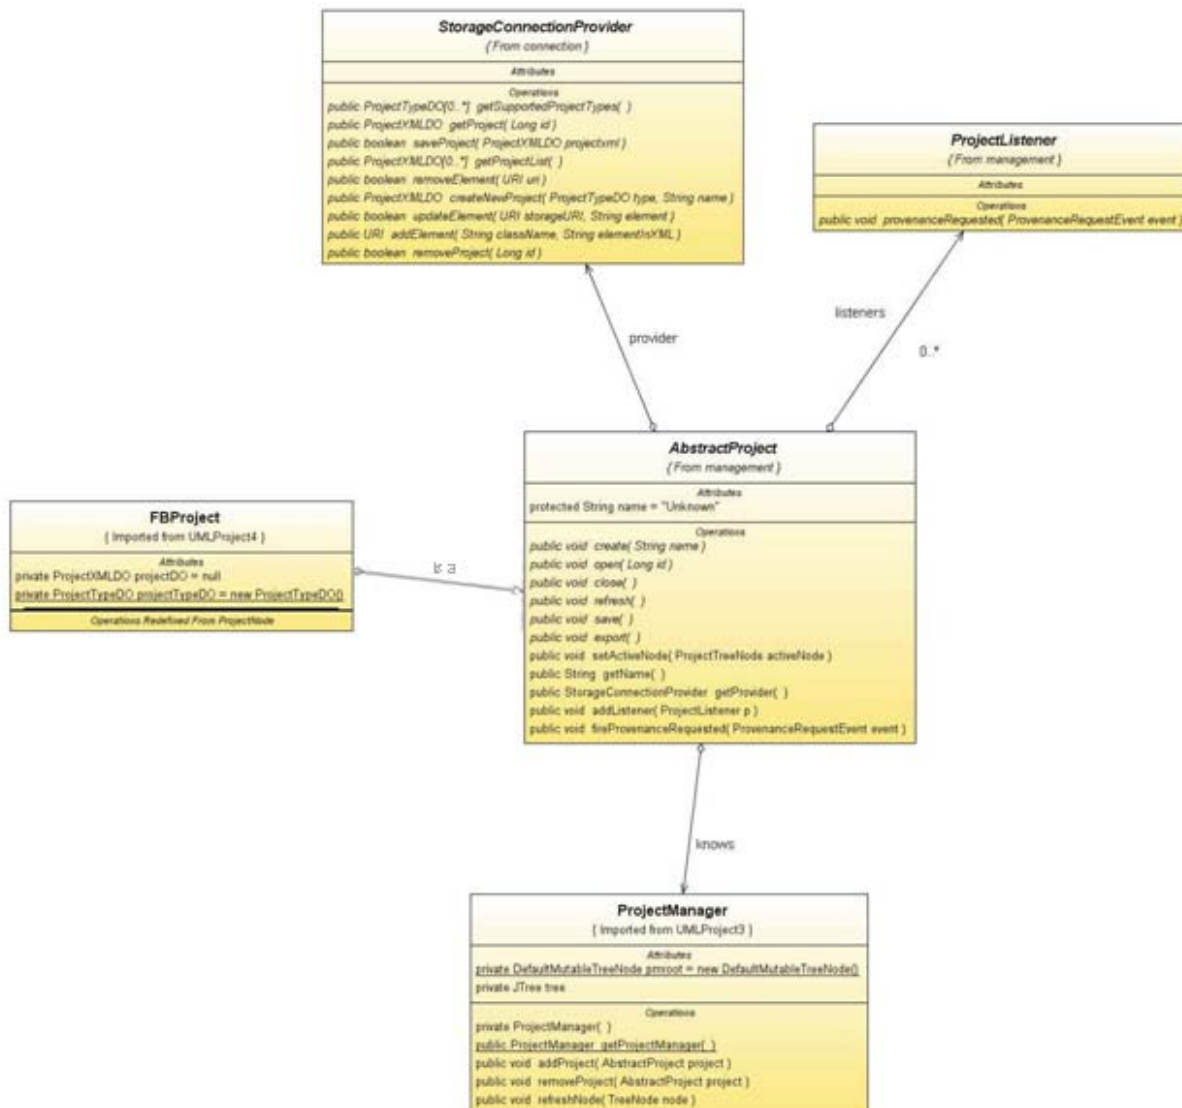 StorageConnectionProvider
{ From connection }
Attributes
Operations
public ProjectTypeDO[0..*] getSupportedProjectTypes( )
public ProjectXMLDO getProject( Long id )
public boolean saveProject( ProjectXMLDO projectxml )
public ProjectXMLDO[0..*] getProjectList( )
public boolean removeElement( URI uri )
public ProjectXMLDO createNewProject( ProjectTypeDO type, String name )
public boolean updateElement( URI storageURI, String element )
public URI addElement( String className, String elementInXML )
public boolean removeProject( Long id )
ProjectListener
{ From management }
Attributes
Operations
public void provenanceRequested( ProvenanceRequestEvent event )
listeners
provider
0..*
AbstractProject
{ From management }
Attributes
protected String name = "Unknown"
Operations
public void create( String name )
public void open( Long id )
public void close( )
public void refresh( )
public void save( )
public void export( )
public void setActiveNode( ProjectTreeNode activeNode )
public String getName( )
public StorageConnectionProvider getProvider( )
public void addListener( ProjectListener p )
public void fireProvenanceRequested( ProvenanceRequestEvent event )
FBProject
{ Imported from UMLProject4 }
Attributes
private ProjectXMLDO projectDO = null
private ProjectTypeDO projectTypeDO = new ProjectTypeDO()
Operations Redefined From ProjectNode
is a
knows
ProjectManager
{ Imported from UMLProject3 }
Attributes
private DefaultMutableTreeNode pmroot = new DefaultMutableTreeNode()
private JTree tree
Operations
private ProjectManager( )
public ProjectManager getProjectManager( )
public void addProject( AbstractProject project )
public void removeProject( AbstractProject project )
public void refreshNode( TreeNode node )